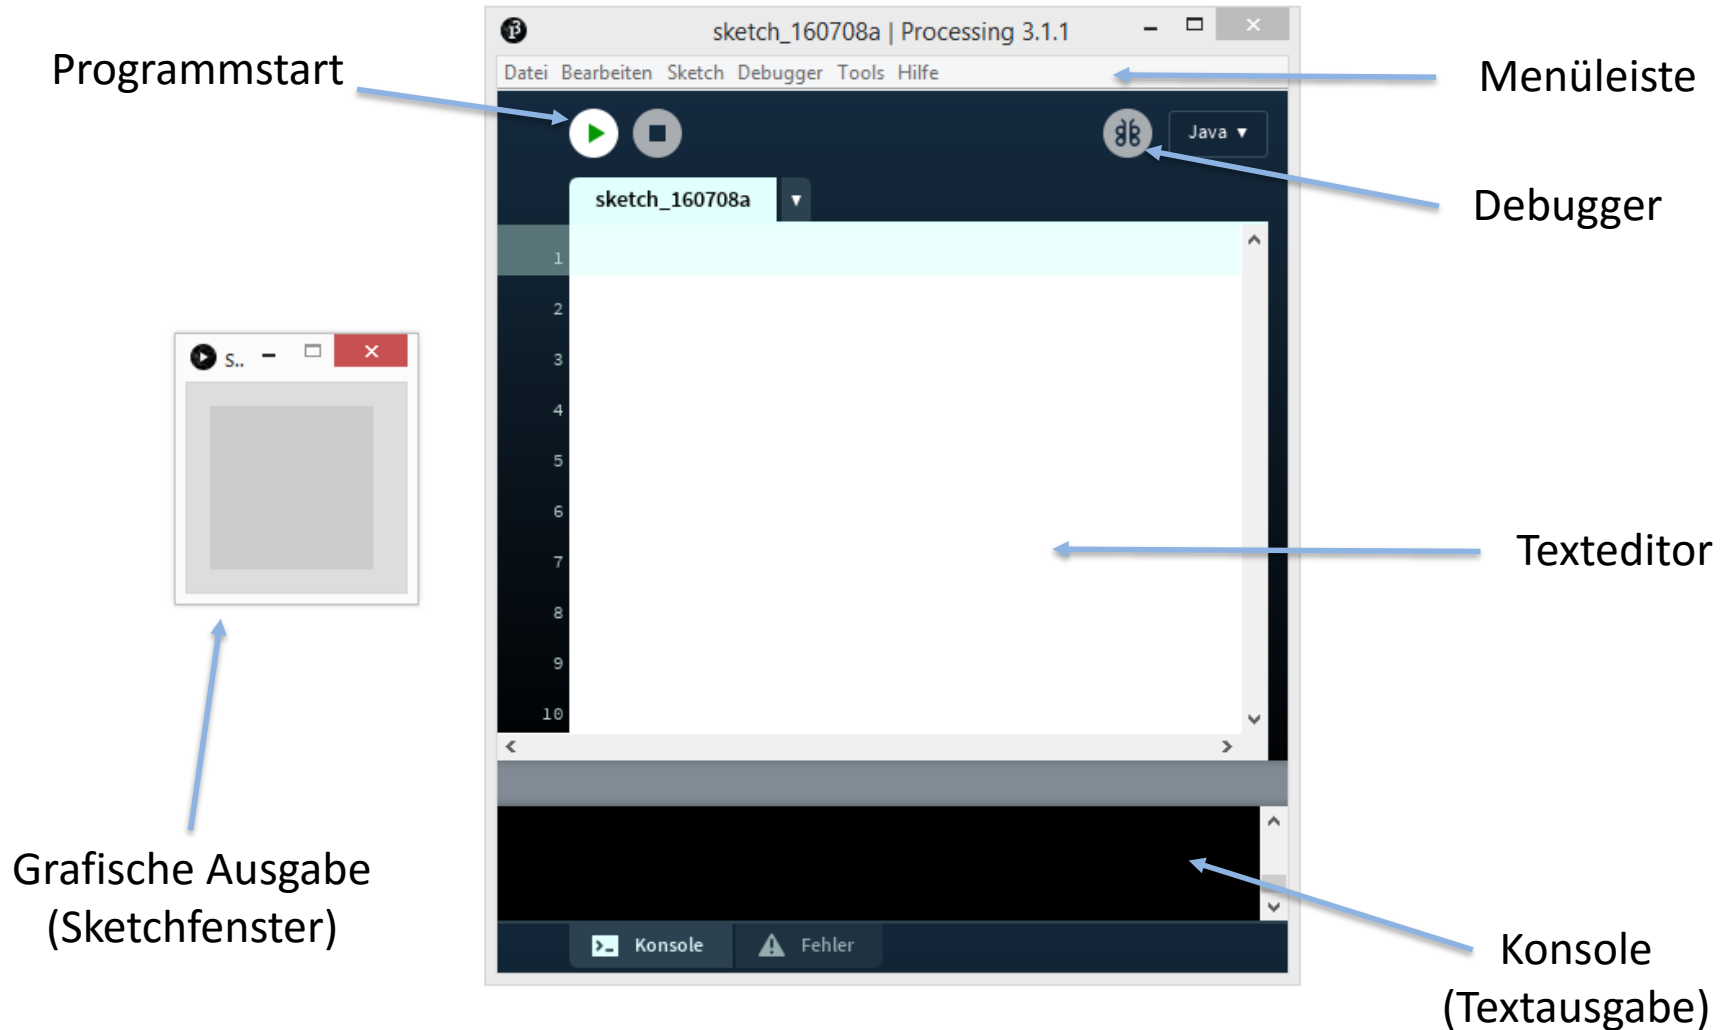 sketch_160708a | Processing 3.1.1
Programmstart
Datei Bearbeiten Sketch Debugger Tools Hilfe
Menüleiste
Java ▼
Debugger
sketch_160708a ▼
1
2
3
4
5
6
7
8
9
10
S..
Texteditor
Grafische Ausgabe
(Sketchfenster)
Konsole
Fehler
Konsole
(Textausgabe)